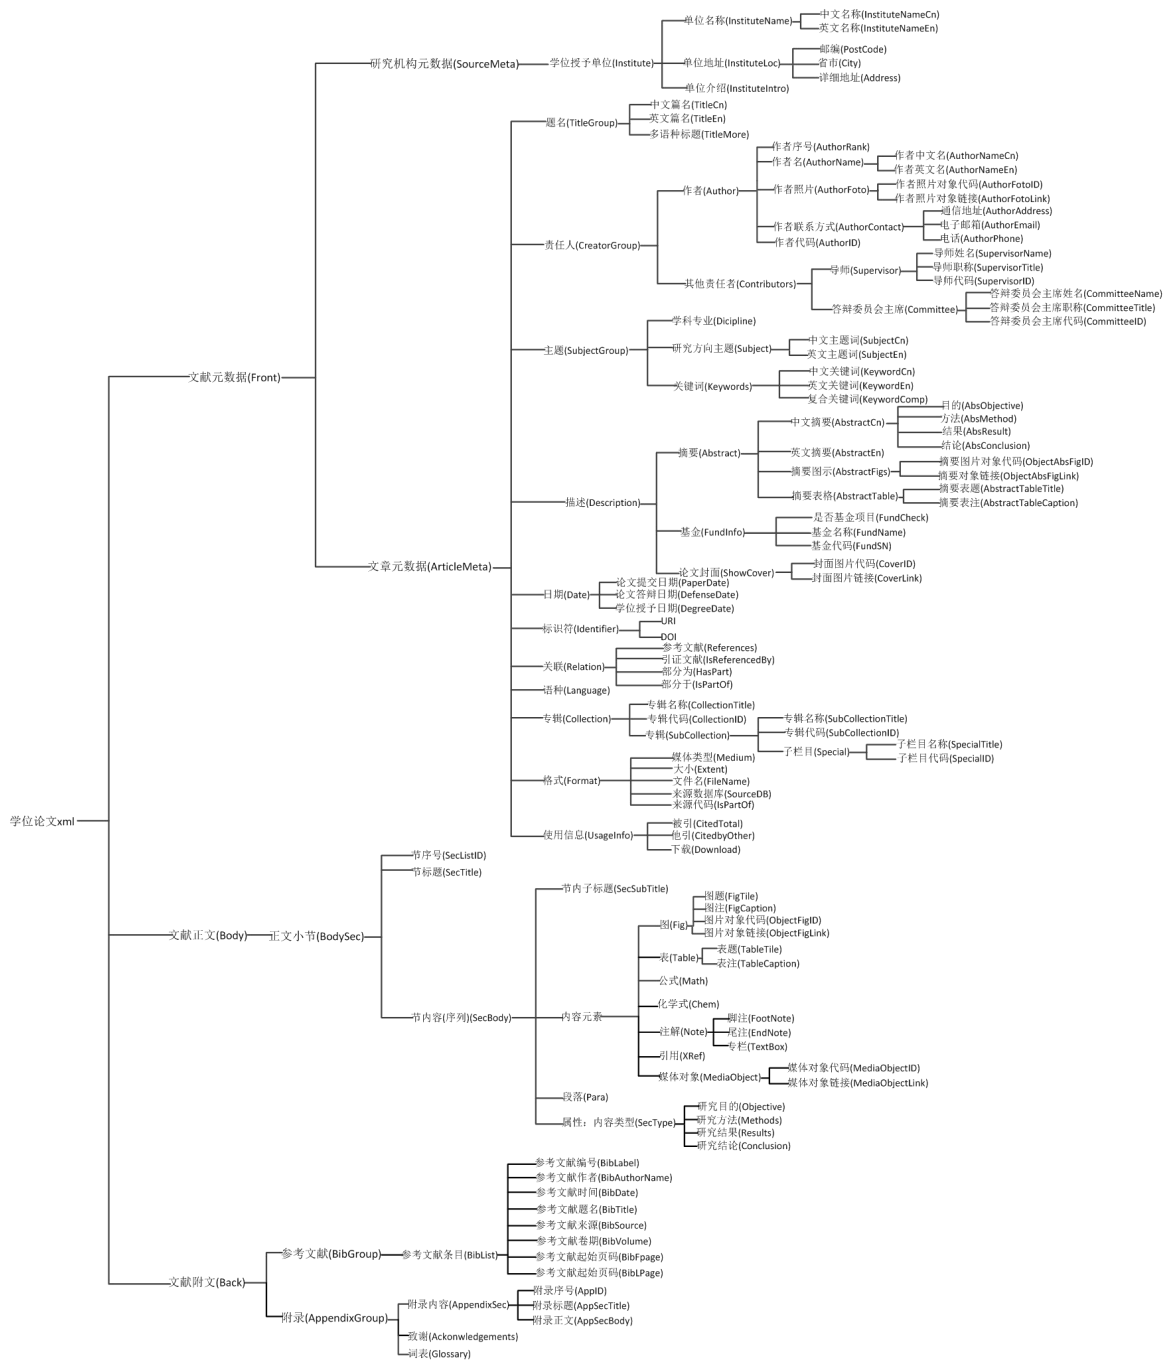 学位论文xml
文献元数据(Front)
研究机构元数据(SourceMeta)
学位授予单位(Institute)
单位名称(InstituteName)
中文名称(InstituteNameCn)
英文名称(InstituteNameEn)
单位地址(InstituteLoc)
邮编(PostCode)
省市(City)
详细地址(Address)
单位介绍(InstituteIntro)
文章元数据(ArticleMeta)
题名(TitleGroup)
中文篇名(TitleCn)
英文篇名(TitleEn)
多语种标题(TitleMore)
责任人(CreatorGroup)
作者(Author)
作者序号(AuthorRank)
作者名(AuthorName)
作者中文名(AuthorNameCn)
作者英文名(AuthorNameEn)
作者照片(AuthorFoto)
作者照片对象代码(AuthorFotoID)
作者照片对象链接(AuthorFotoLink)
作者联系方式(AuthorContact)
通信地址(AuthorAddress)
电子邮箱(AuthorEmail)
电话(AuthorPhone)
作者代码(AuthorID)
其他责任者(Contributors)
导师(Supervisor)
导师姓名(SupervisorName)
导师职称(SupervisorTitle)
导师代码(SupervisorID)
答辩委员会主席(Committee)
答辩委员会主席姓名(CommitteeName)
答辩委员会主席职称(CommitteeTitle)
答辩委员会主席代码(CommitteeID)
主题(SubjectGroup)
学科专业(Dicipline)
研究方向主题(Subject)
中文主题词(SubjectCn)
英文主题词(SubjectEn)
关键词(Keywords)
中文关键词(KeywordCn)
英文关键词(KeywordEn)
复合关键词(KeywordComp)
描述(Description)
摘要(Abstract)
中文摘要(AbstractCn)
目的(AbsObjective)
方法(AbsMethod)
结果(AbsResult)
结论(AbsConclusion)
英文摘要(AbstractEn)
摘要图示(AbstractFigs)
摘要图片对象代码(ObjectAbsFigID)
摘要对象链接(ObjectAbsFigLink)
摘要表格(AbstractTable)
摘要表题(AbstractTableTitle)
摘要表注(AbstractTableCaption)
基金(FundInfo)
是否基金项目(FundCheck)
基金名称(FundName)
基金代码(FundSN)
论文封面(ShowCover)
封面图片代码(CoverID)
封面图片链接(CoverLink)
日期(Date)
论文提交日期(PaperDate)
论文答辩日期(DefenseDate)
学位授予日期(DegreeDate)
标识符(Identifier)
URI
DOI
关联(Relation)
参考文献(References)
引证文献(IsReferencedBy)
部分为(HasPart)
部分于(IsPartOf)
语种(Language)
专辑(Collection)
专辑名称(CollectionTitle)
专辑代码(CollectionID)
专辑(SubCollection)
专辑名称(SubCollectionTitle)
专辑代码(SubCollectionID)
子栏目(Special)
子栏目名称(SpecialTitle)
子栏目代码(SpecialID)
格式(Format)
媒体类型(Medium)
大小(Extent)
文件名(FileName)
来源数据库(SourceDB)
来源代码(IsPartOf)
使用信息(UsageInfo)
被引(CitedTotal)
他引(CitedbyOther)
下载(Download)
文献正文(Body)
正文小节(BodySec)
节序号(SecListID)
节标题(SecTitle)
节内容(序列)(SecBody)
节内子标题(SecSubTitle)
内容元素
图(Fig)
图题(FigTile)
图注(FigCaption)
图片对象代码(ObjectFigID)
图片对象链接(ObjectFigLink)
表(Table)
表题(TableTile)
表注(TableCaption)
公式(Math)
化学式(Chem)
注解(Note)
脚注(FootNote)
尾注(EndNote)
专栏(TextBox)
引用(XRef)
媒体对象(MediaObject)
媒体对象代码(MediaObjectID)
媒体对象链接(MediaObjectLink)
段落(Para)
属性：内容类型(SecType)
研究目的(Objective)
研究方法(Methods)
研究结果(Results)
研究结论(Conclusion)
文献附文(Back)
参考文献(BibGroup)
参考文献条目(BibList)
参考文献编号(BibLabel)
参考文献作者(BibAuthorName)
参考文献时间(BibDate)
参考文献题名(BibTitle)
参考文献来源(BibSource)
参考文献卷期(BibVolume)
参考文献起始页码(BibFpage)
参考文献起始页码(BibLPage)
附录(AppendixGroup)
附录内容(AppendixSec)
附录序号(AppID)
附录标题(AppSecTitle)
附录正文(AppSecBody)
致谢(Ackonwledgements)
词表(Glossary)